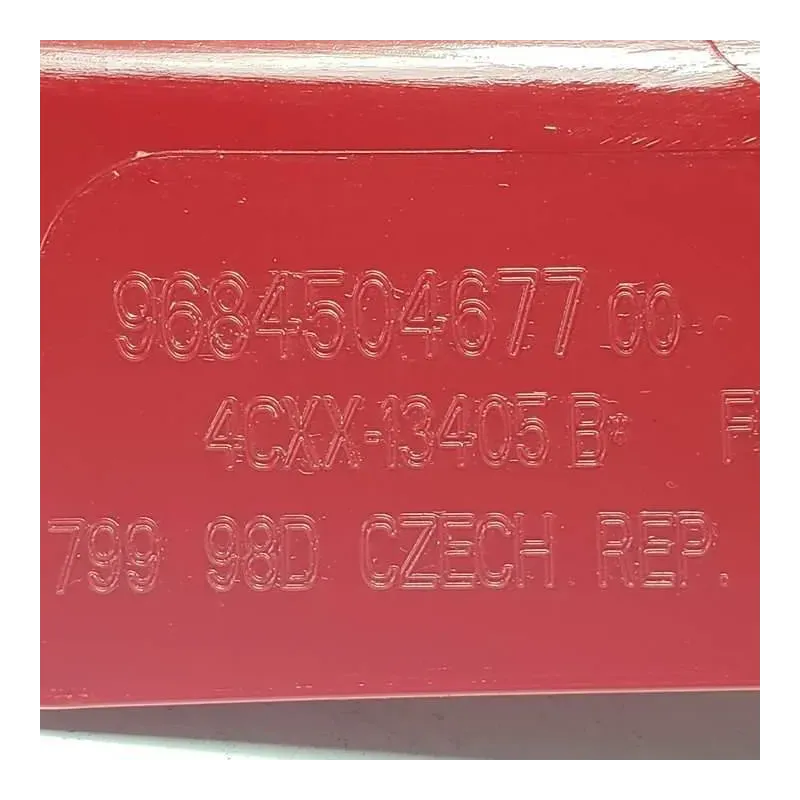 9684504677 00
4CXX-13405 B*
799 98D CZECH. REP.